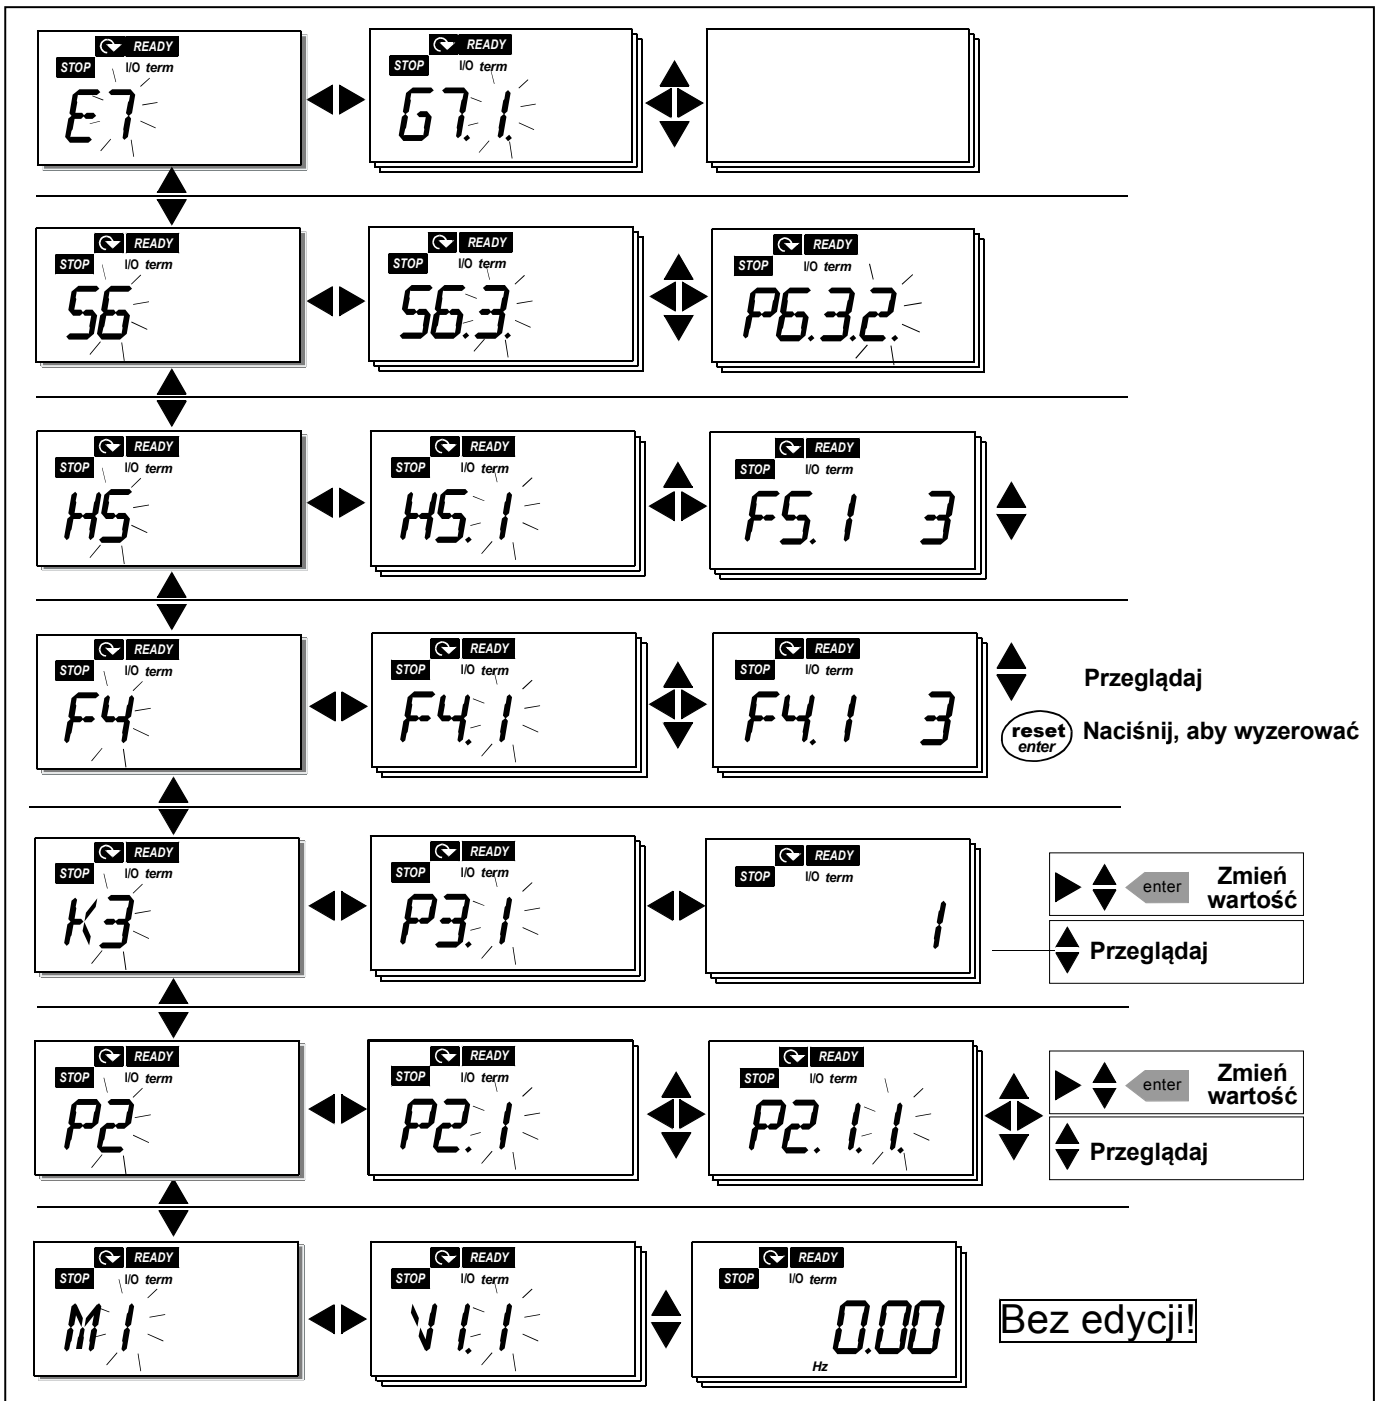 READY READY
STOP I/O term STOP I/O term
E7 G7.1.
READY READY READY
STOP I/O term STOP I/O term STOP I/O term
S6 S6.3. P6.3.2.
READY READY READY
STOP I/O term STOP I/O term STOP I/O term
H5 H5.1 F5.1 3
READY READY READY
STOP I/O term STOP I/O term STOP I/O term
F4 F4.1 F4.1 3
Przeglądaj
reset
enter
Naciśnij, aby wyzerować
READY READY READY
STOP I/O term STOP I/O term STOP I/O term
K3 P3.1 1
enter
Zmień
wartość
Przeglądaj
READY READY READY
STOP I/O term STOP I/O term STOP I/O term
P2 P2.1 P2.1.1.
enter
Zmień
wartość
Przeglądaj
READY READY READY
STOP I/O term STOP I/O term STOP I/O term
M1 V1.1 0.00
Hz
Bez edycji!